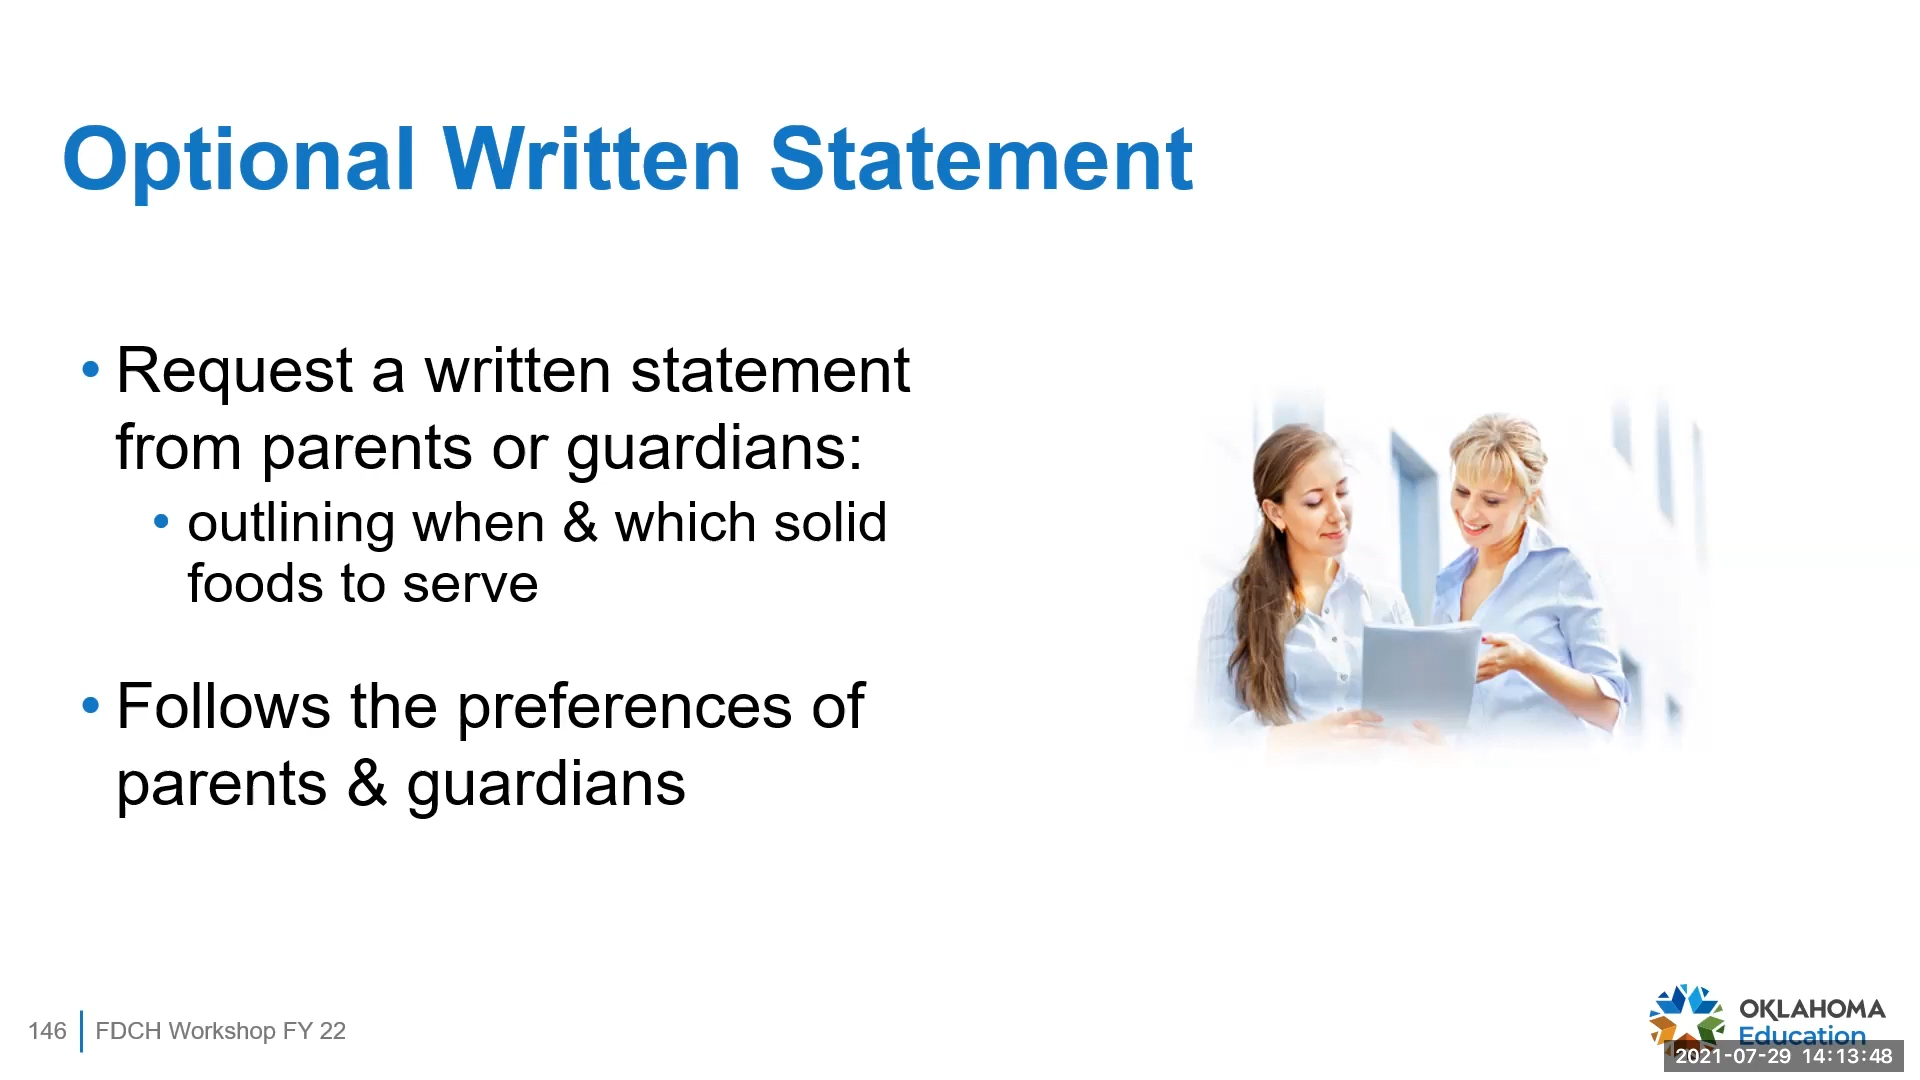 Optional Written Statement
• Request a written statement
from parents or guardians:
• outlining when & which solid
foods to serve
• Follows the preferences of
parents & guardians
146
FDCH Workshop FY 22
OKLAHOMA
Education
2021-07-29 14:13:48